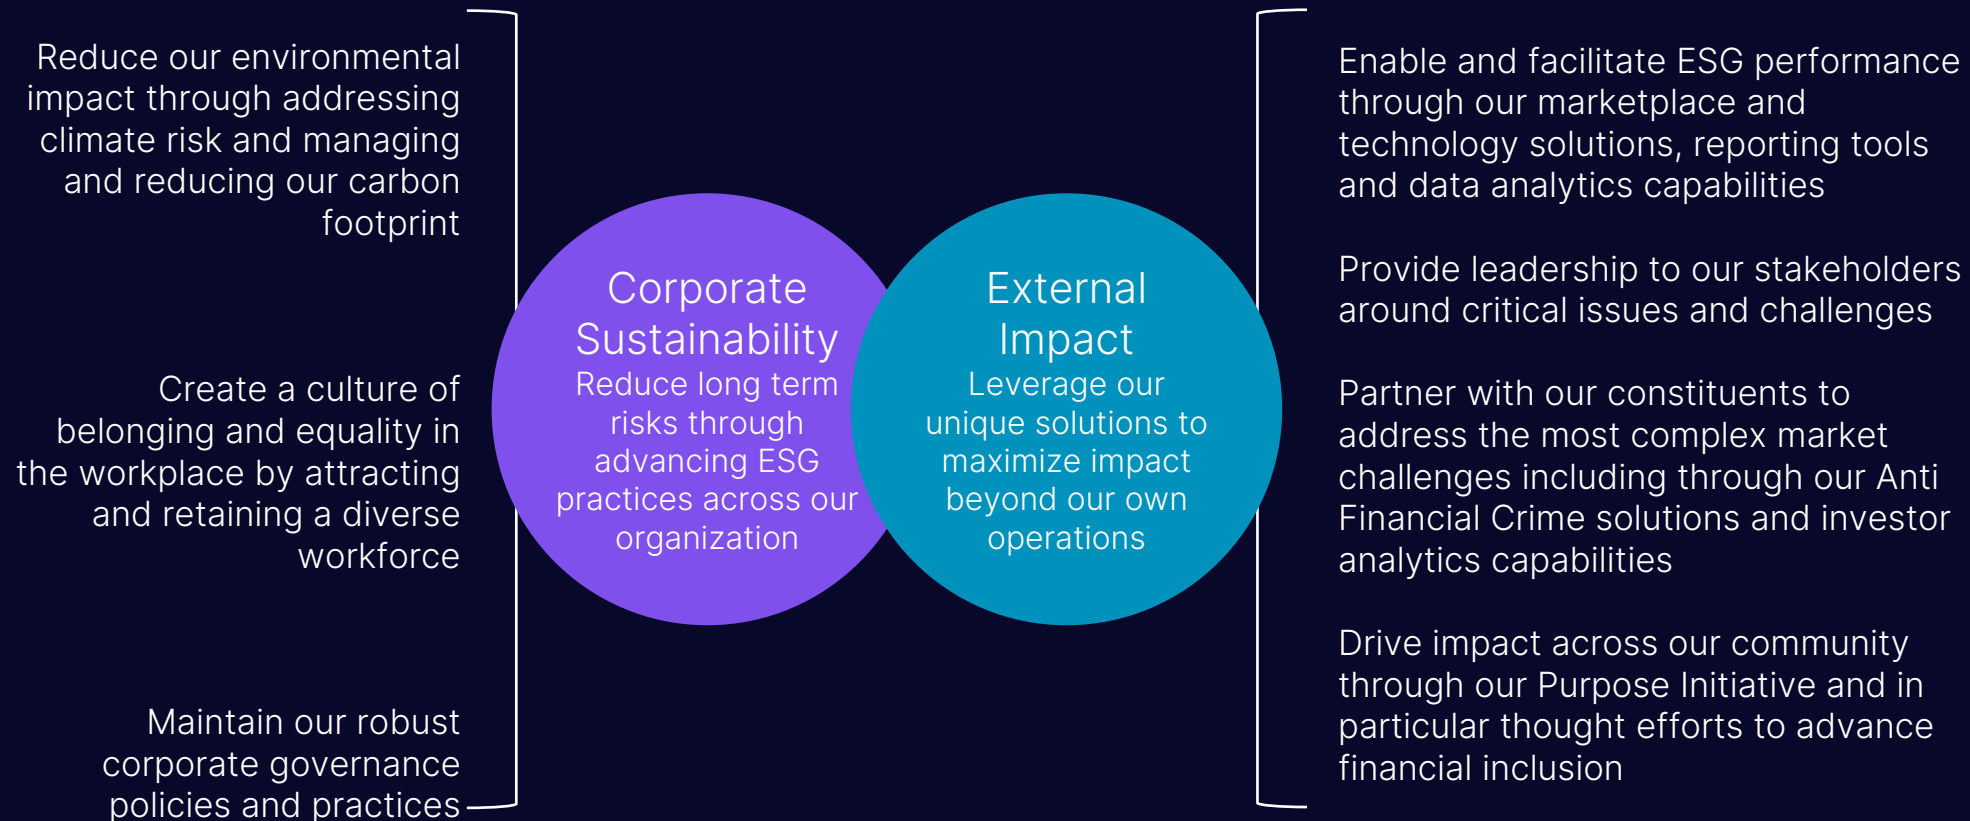 Reduce our environmental
impact through addressing
climate risk and managing
and reducing our carbon
footprint
Create a culture of
belonging and equality in
the workplace by attracting
and retaining a diverse
workforce
Maintain our robust
corporate governance
policies and practices
Corporate
Sustainability
Reduce long term
risks through
advancing ESG
practices across our
organization
External
Impact
Leverage our
unique solutions to
maximize impact
beyond our own
operations
Enable and facilitate ESG performance
through our marketplace and
technology solutions, reporting tools
and data analytics capabilities
Provide leadership to our stakeholders
around critical issues and challenges
Partner with our constituents to
address the most complex market
challenges including through our Anti
Financial Crime solutions and investor
analytics capabilities
Drive impact across our community
through our Purpose Initiative and in
particular thought efforts to advance
financial inclusion